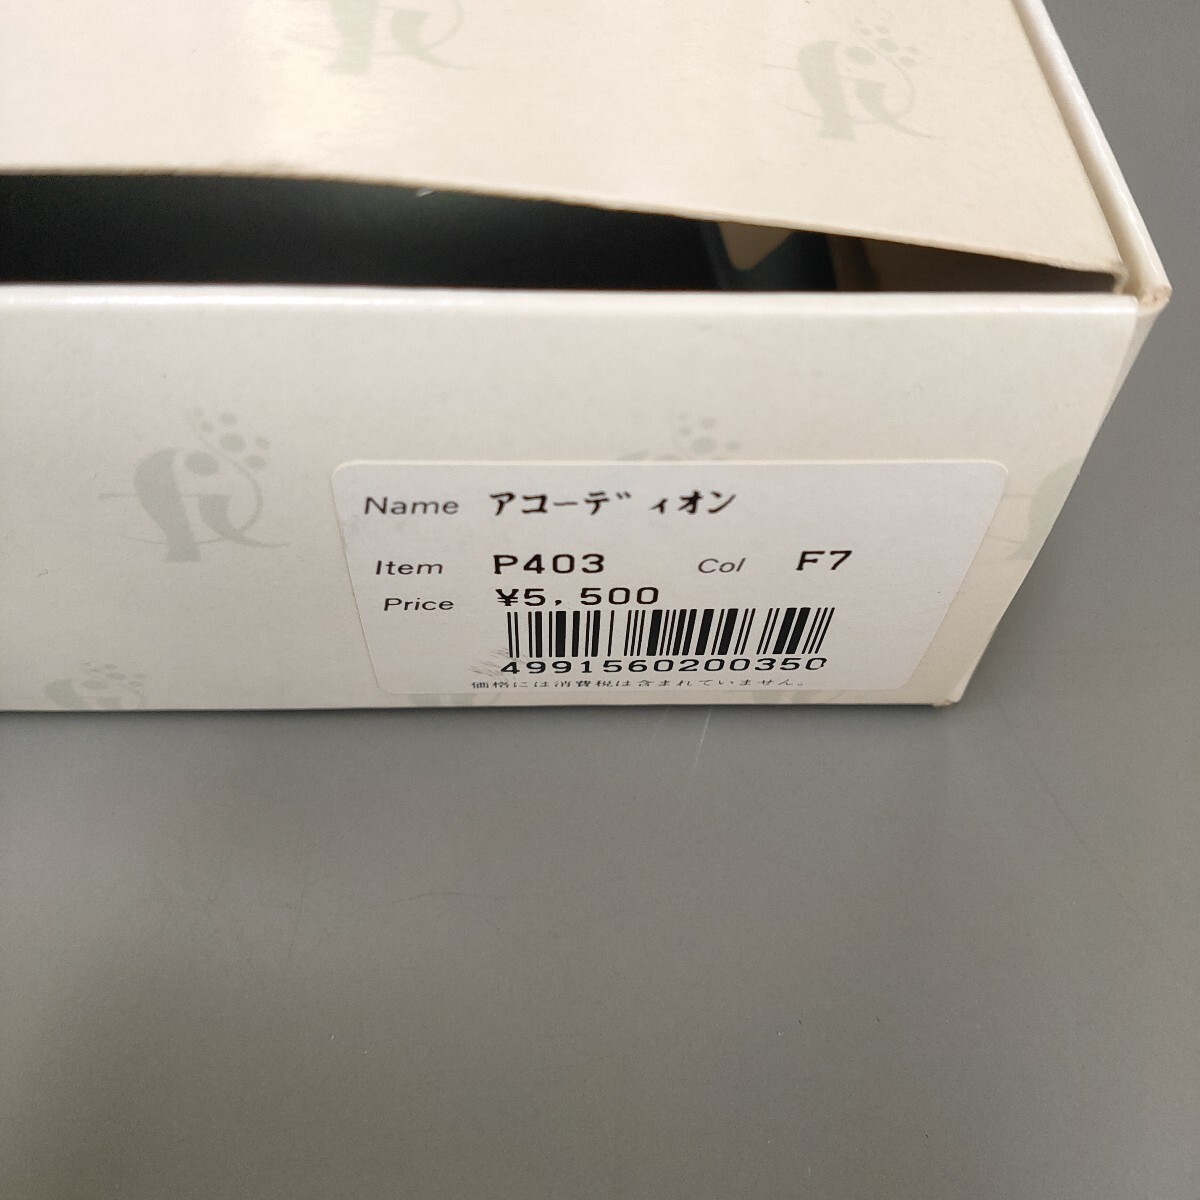 Name アコーディオン
Item P403 Col F7
Price ¥5,500
4991560200350
価格には消費税は含まれていません。